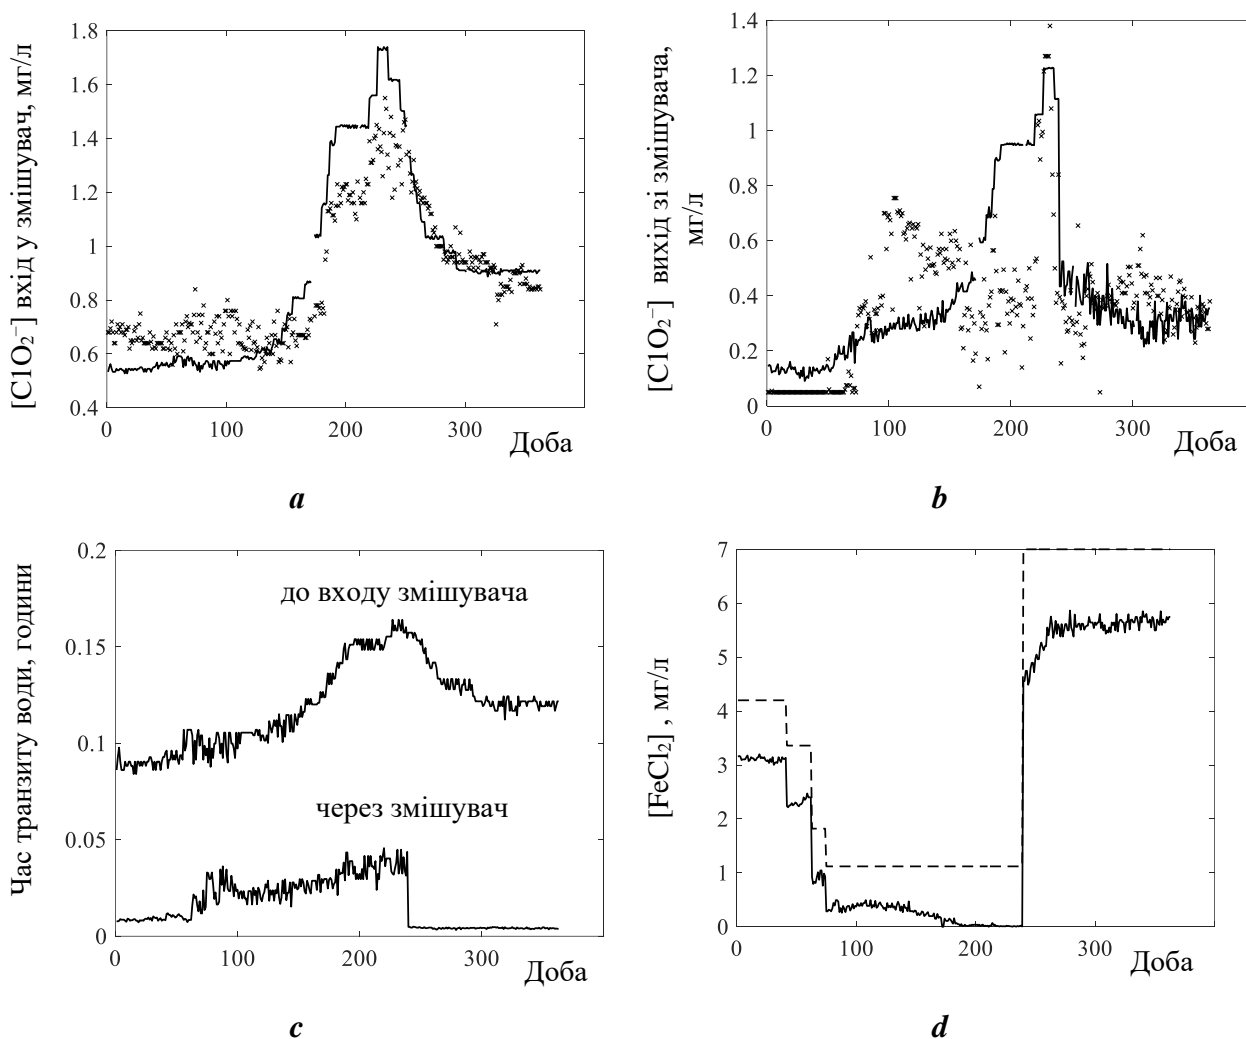 [ClO₂⁻] вхід у змішувач, мг/л
1.8
1.6
1.4
1.2
1
0.8
0.6
0.4
0 100 200 300
Доба
a
[ClO₂⁻] вихід зі змішувача,
мг/л
1.4
1.2
1
0.8
0.6
0.4
0.2
0
0 100 200 300
Доба
b
Час транзиту води, години
0.2
0.15
0.1
0.05
0
до входу змішувача
через змішувач
0 100 200 300
Доба
c
[FeCl₂] , мг/л
7
6
5
4
3
2
1
0
0 100 200 300
Доба
d